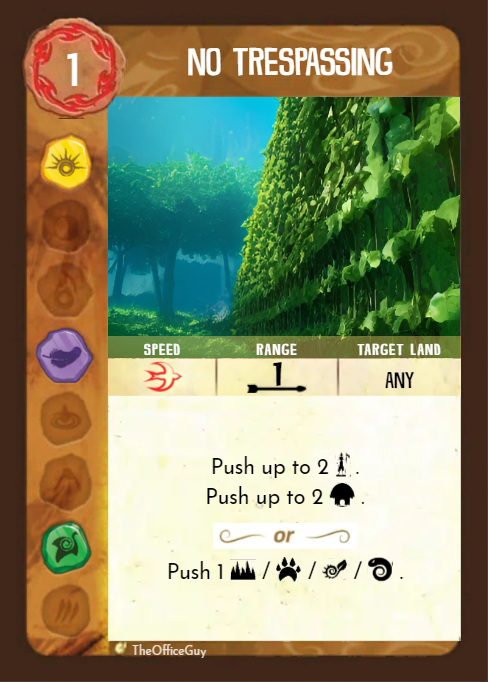 1
NO TRESPASSING
SPEED RANGE TARGET LAND
1 ANY
Push up to 2 .
Push up to 2 .
or
Push 1 / / / .
TheOfficeGuy